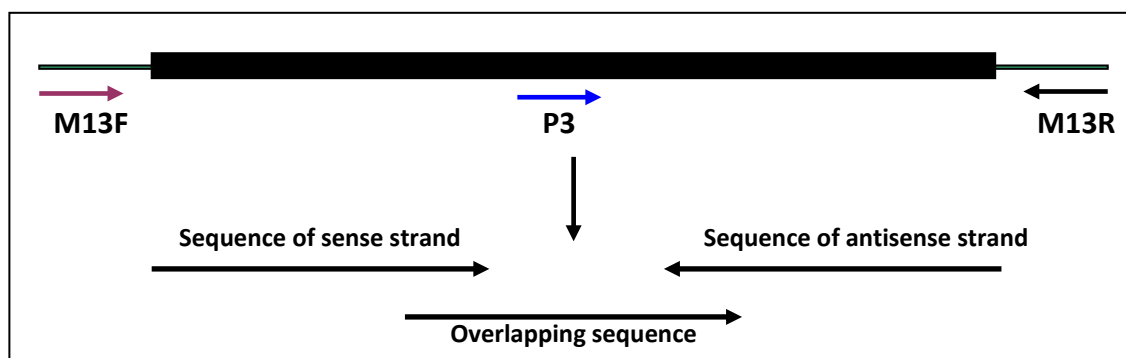 M13F
P3
M13R
Sequence of sense strand
Sequence of antisense strand
Overlapping sequence